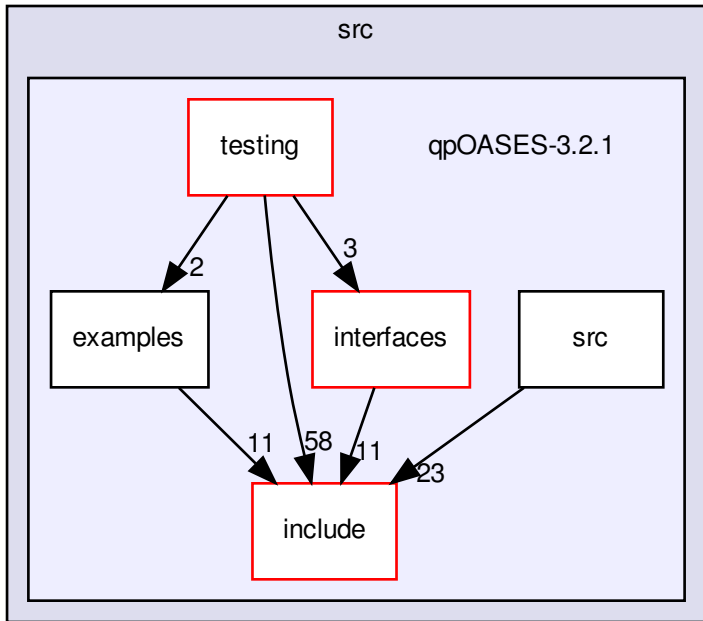 src
testing
qpOASES-3.2.1
2
3
examples
interfaces
src
11
58
11
23
include